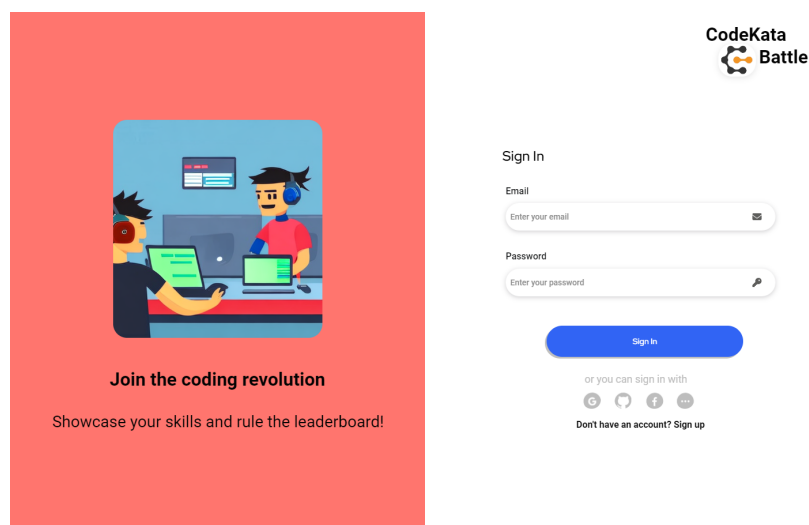 Join the coding revolution
Showcase your skills and rule the leaderboard!
CodeKata
Battle
Sign In
Email
Enter your email
Password
Enter your password
Sign In
or you can sign in with
Don't have an account? Sign up